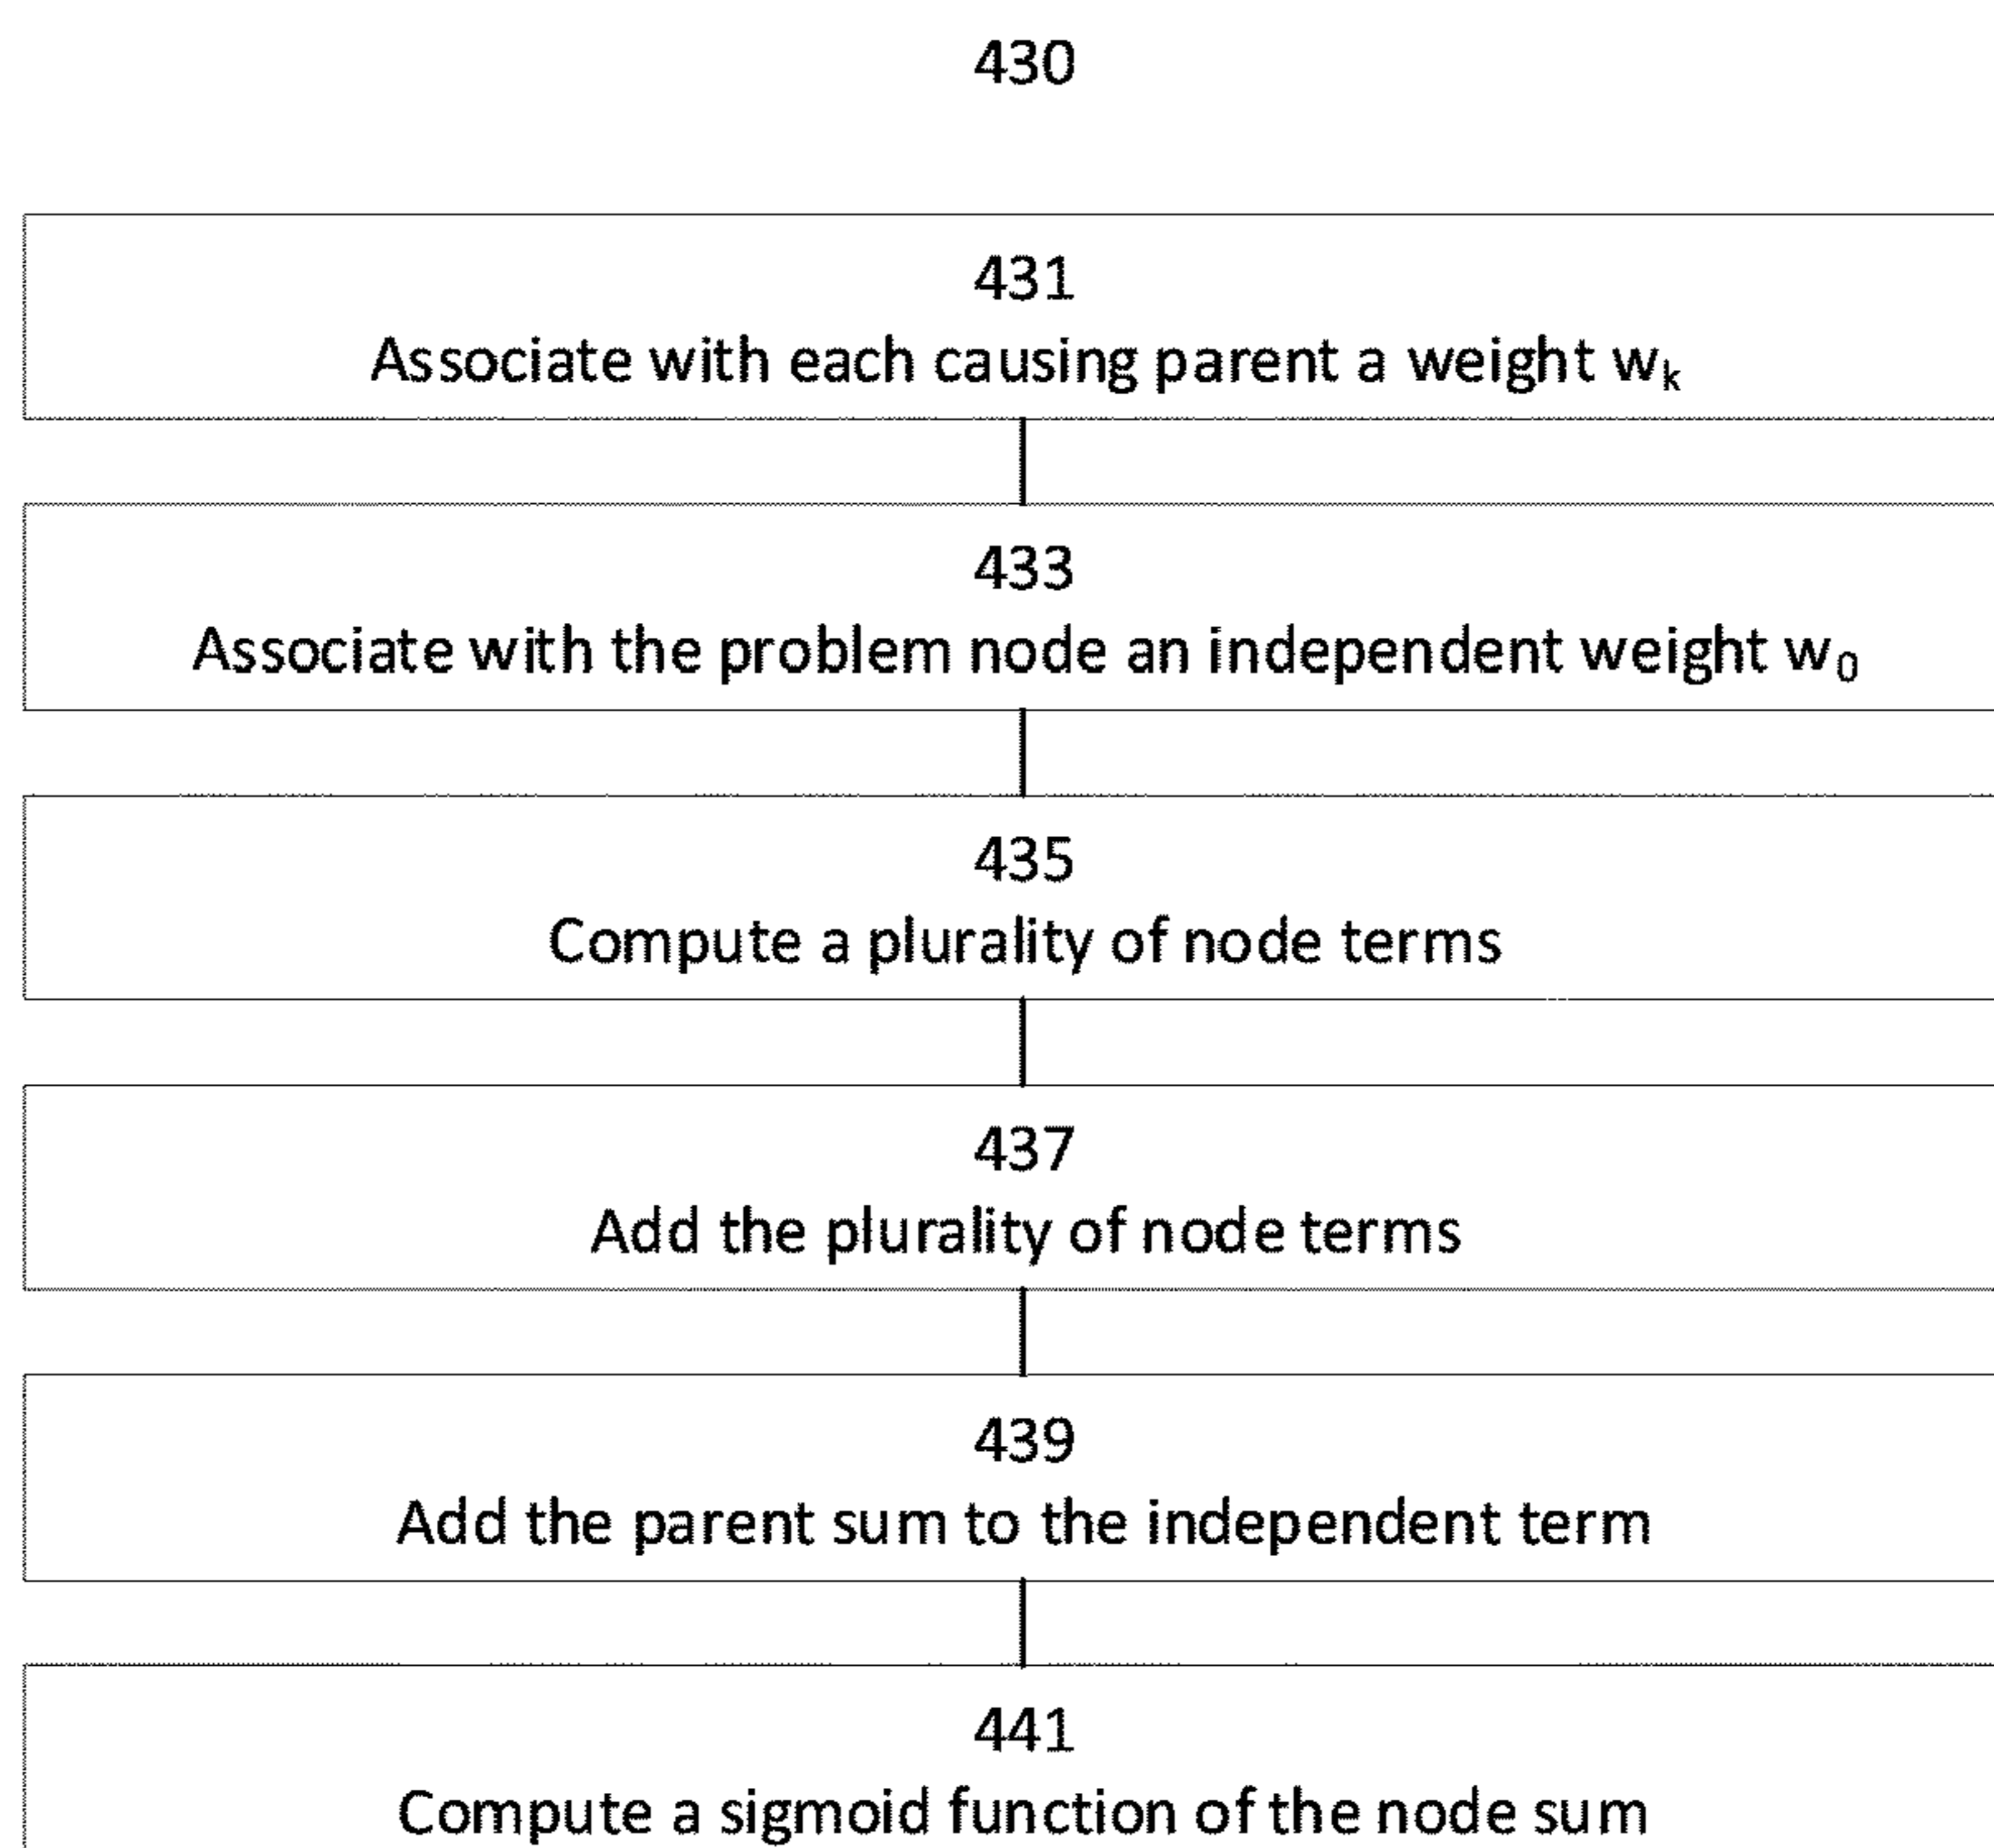 430
431
Associate with each causing parent a weight wₖ
433
Associate with the problem node an independent weight w₀
435
Compute a plurality of node terms
437
Add the plurality of node terms
439
Add the parent sum to the independent term
441
Compute a sigmoid function of the node sum